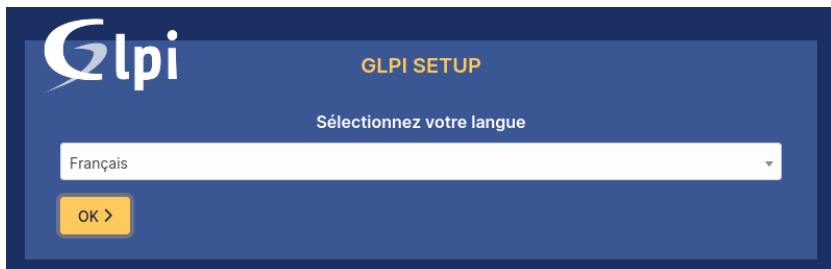 Glpi
GLPI SETUP
Sélectionnez votre langue
Français
OK